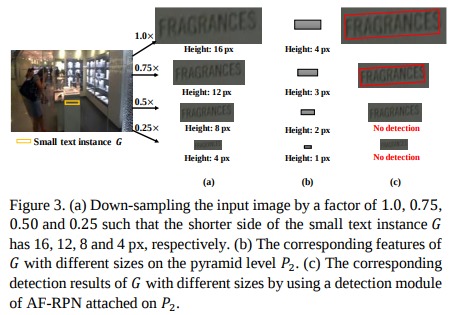 1.0×
FRAGRANCES
Height: 16 px
Height: 4 px
0.75×
FRAGRANCES
Height: 12 px
Height: 3 px
FRAGRANCES
0.5×
FRAGRANCES
Height: 8 px
Height: 2 px
FRAGRANCES
No detection
0.25×
Height: 4 px
Height: 1 px
No detection
Small text instance G
(a)
(b)
(c)
FRAGRANCES
Figure 3. (a) Down-sampling the input image by a factor of 1.0, 0.75,
0.50 and 0.25 such that the shorter side of the small text instance G
has 16, 12, 8 and 4 px, respectively. (b) The corresponding features of
G with different sizes on the pyramid level P₂. (c) The corresponding
detection results of G with different sizes by using a detection module
of AF-RPN attached on P₂.